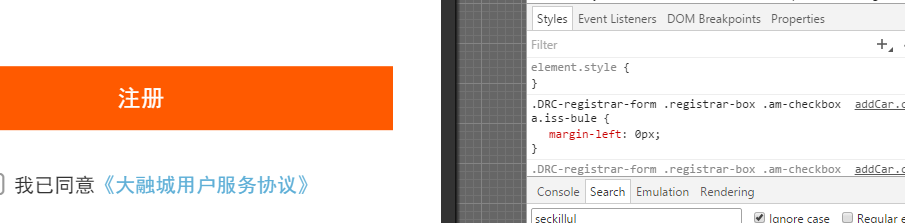 注册
我已同意《大融城用户服务协议》
Styles Event Listeners DOM Breakpoints Properties
Filter
element.style {
}
.DRC-registrar-form .registrar-box .am-checkbox addCar.c
a.iss-bule {
margin-left: 0px;
}
.DRC-registrar-form .registrar-box .am-checkbox addCar.c
Console Search Emulation Rendering
seckillul
Ignore case Regular e